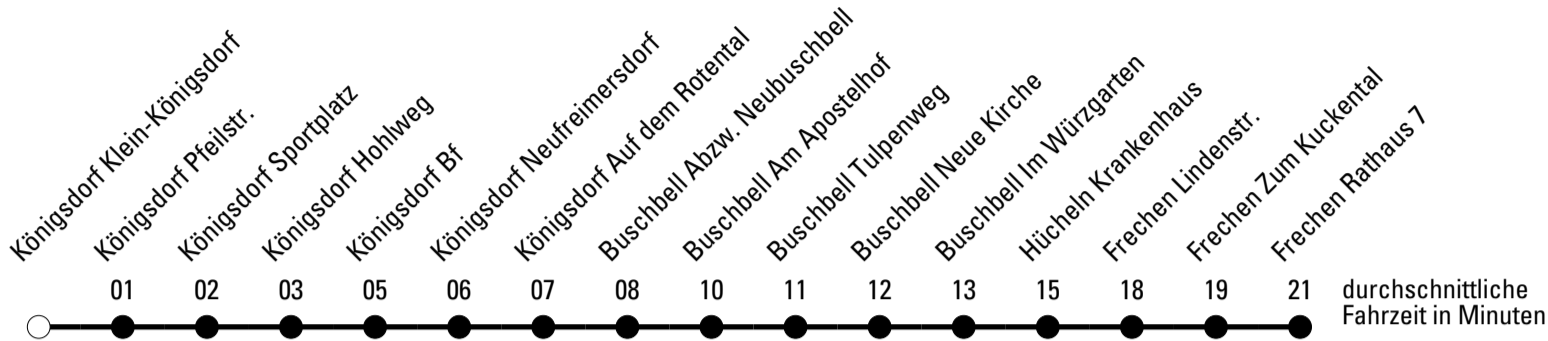 Königsdorf Klein-Königsdorf
Königsdorf Pfeilstr.
Königsdorf Sportplatz
Königsdorf Hohlweg
Königsdorf Bf
Königsdorf Neufreimersdorf
Königsdorf Auf dem Rotental
Buschbell Abzw. Neubuschbell
Buschbell Am Apostelhof
Buschbell Tulpenweg
Buschbell Neue Kirche
Buschbell Im Würzgarten
Hücheln Krankenhaus
Frechen Lindenstr.
Frechen Zum Kuckental
Frechen Rathaus 7
01 02 03 05 06 07 08 10 11 12 13 15 18 19 21
durchschnittliche
Fahrzeit in Minuten